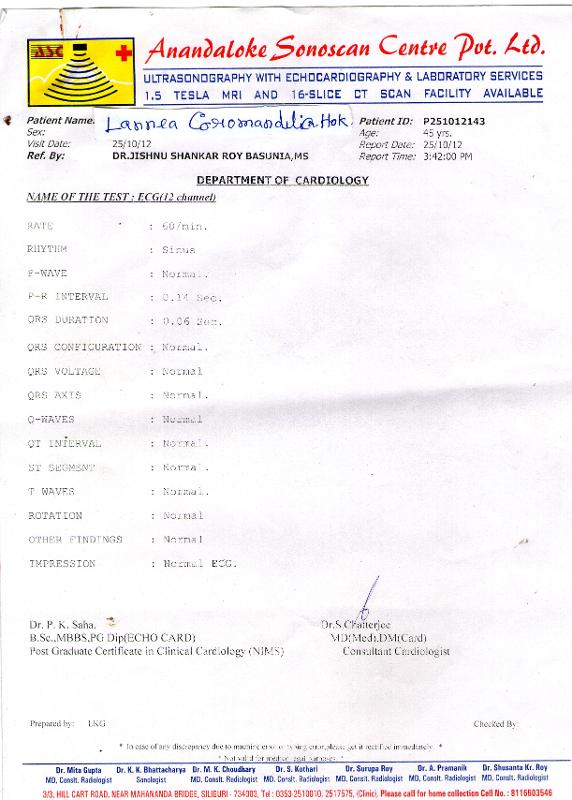 ASC
Anandaloke Sonoscan Centre Pvt. Ltd.
ULTRASONOGRAPHY WITH ECHOCARDIOGRAPHY & LABORATORY SERVICES
1.5 TESLA MRI AND 16-SLICE CT SCAN FACILITY AVAILABLE
Patient Name: Lannea Coromandelia Hok. Patient ID: P251012143
Sex: Age: 45 yrs.
Visit Date: 25/10/12 Report Date: 25/10/12
Ref. By: DR.JISHNU SHANKAR ROY BASUNIA,MS Report Time: 3:42:00 PM
DEPARTMENT OF CARDIOLOGY
NAME OF THE TEST : ECG(12 channel)
RATE : 60/min.
RHYTHM : Sinus
P-WAVE : Normal.
P-R INTERVAL : 0.14 Sec.
QRS DURATION : 0.06 Sec.
QRS CONFIGURATION : Normal.
QRS VOLTAGE : Normal
QRS AXIS : Normal.
Q-WAVES : Normal
QT INTERVAL : Normal.
ST SEGMENT : Normal.
T WAVES : Normal.
ROTATION : Normal
OTHER FINDINGS : Normal
IMPRESSION : Normal ECG.
Dr. P. K. Saha. Dr.S.Chatterjee
B.Sc.,MBBS,PG Dip(ECHO CARD) MD(Med),DM(Card)
Post Graduate Certificate in Clinical Cardiology (NIMS) Consultant Cardiologist
Prepared by: LKG Checked By:
* In case of any discrepancy due to machine error or typing error,please get it rectified immediately. *
* Not valid for medico legal purposes. *
Dr. Mita Gupta Dr. K. K. Bhattacharya Dr. M. K. Choudhary Dr. S. Kothari Dr. Surupa Roy Dr. A. Pramanik Dr. Shusanta Kr. Roy
MD, Conslt. Radiologist Sonologist MD, Conslt. Radiologist MD, Conslt. Radiologist MD, Conslt. Radiologist MD, Conslt. Radiologist MD, Conslt. Radiologist
3/3, HILL CART ROAD, NEAR MAHANANDA BRIDGE, SILIGURI - 734003, Tel : 0353-2510010, 2517575, (Clinic), Please call for home collection Cell No. : 8116603546